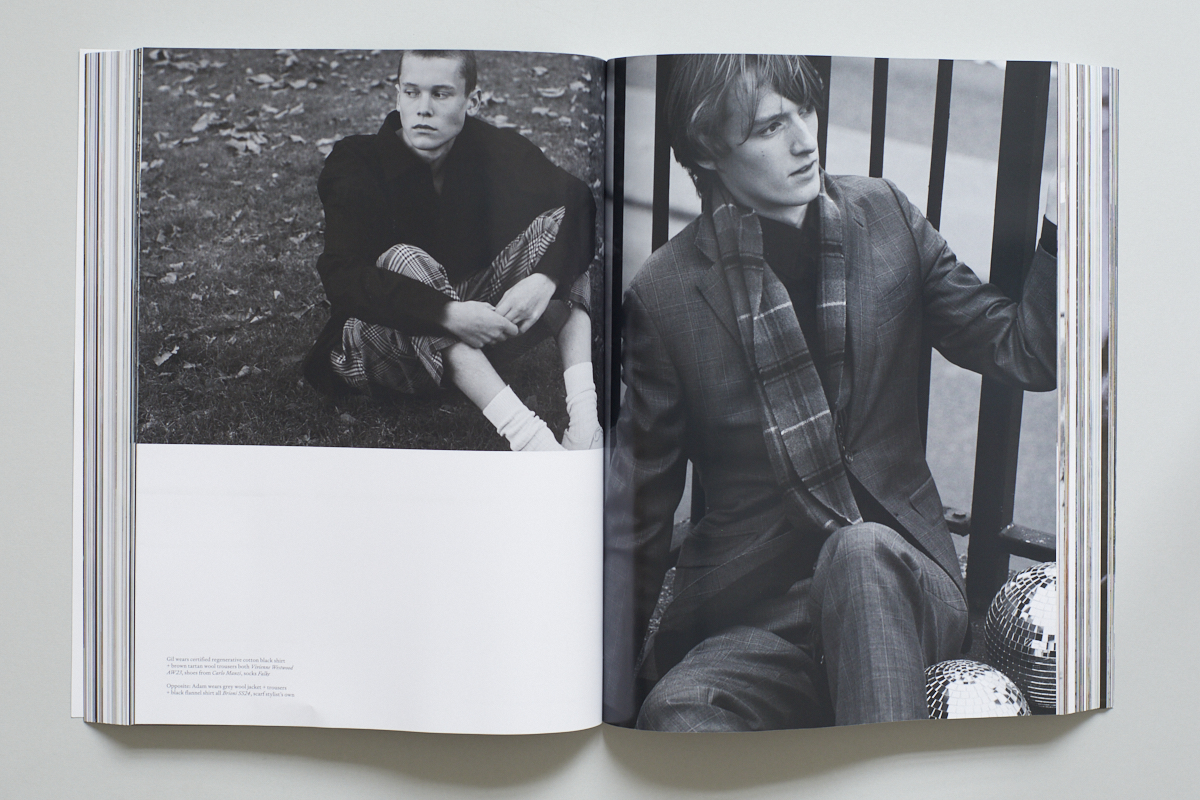 Gil wears certified regenerative cotton black shirt
+ brown tartan wool trousers both Vivienne Westwood
AW23, shoes from Carlo Manzi, socks Falke
Opposite: Adam wears grey wool jacket + trousers
+ black flannel shirt all Brioni SS24, scarf stylist's own